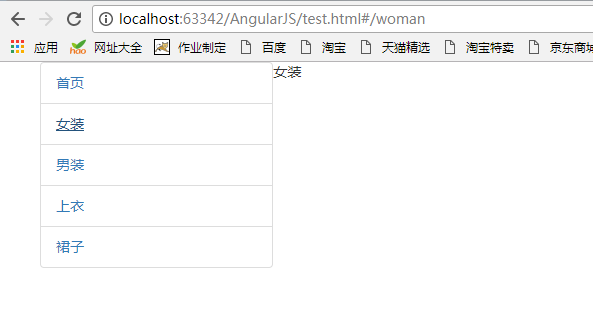 localhost:63342/AngularJS/test.html#/woman
应用 hao 网址大全 作业制定 百度 淘宝 天猫精选 淘宝特卖 京东商城
首页 女装
女装
男装
上衣
裙子